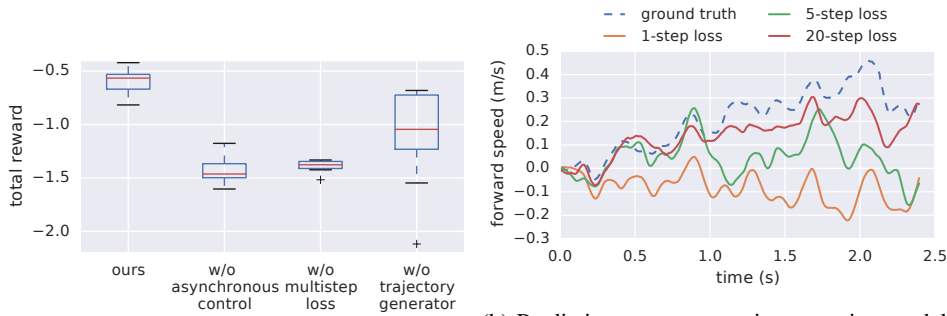 −0.5
−1.0
−1.5
−2.0
total reward
ours
w/o asynchronous control
w/o multistep loss
w/o trajectory generator
ground truth
1-step loss
5-step loss
20-step loss
0.5
0.4
0.3
0.2
0.1
0.0
−0.1
−0.2
−0.3
forward speed (m/s)
0.0 0.5 1.0 1.5 2.0 2.5
time (s)